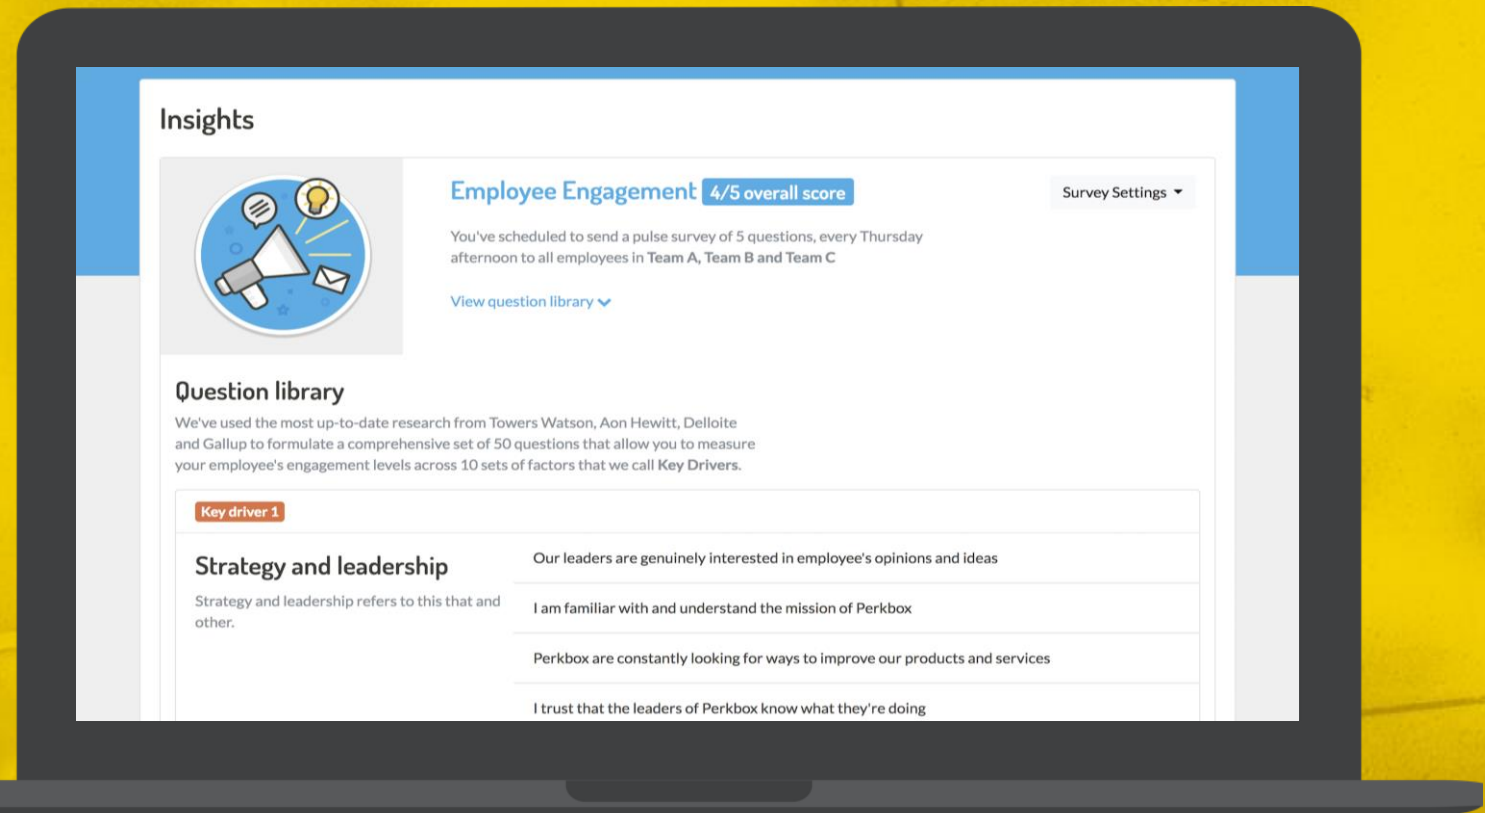 Insights
Employee Engagement 4/5 overall score
Survey Settings
You've scheduled to send a pulse survey of 5 questions, every Thursday
afternoon to all employees in Team A, Team B and Team C
View question library
Question library
We've used the most up-to-date research from Towers Watson, Aon Hewitt, Delloite
and Gallup to formulate a comprehensive set of 50 questions that allow you to measure
your employee's engagement levels across 10 sets of factors that we call Key Drivers.
Key driver 1
Strategy and leadership
Strategy and leadership refers to this that and
other.
Our leaders are genuinely interested in employee's opinions and ideas
I am familiar with and understand the mission of Perkbox
Perkbox are constantly looking for ways to improve our products and services
I trust that the leaders of Perkbox know what they're doing